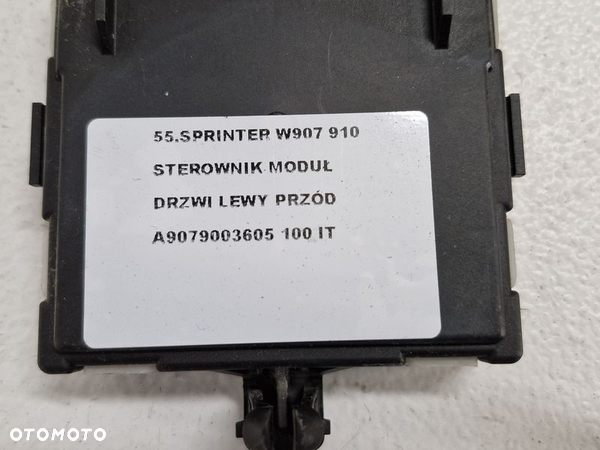 55.SPRINTER W907 910
STEROWNIK MODUŁ
DRZWI LEWY PRZÓD
A9079003605 100 IT
OTOMOTO